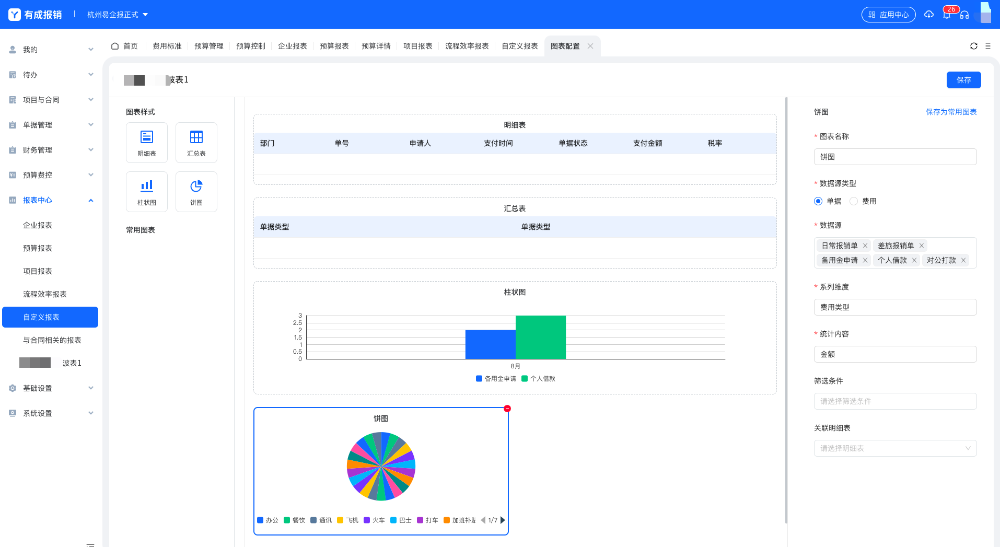 有成报销
杭州易企报正式
应用中心
26
我的
待办
项目与合同
单据管理
财务管理
预算费控
报表中心
企业报表
预算报表
项目报表
流程效率报表
自定义报表
与合同相关的报表
波表1
基础设置
系统设置
首页 费用标准 预算管理 预算控制 企业报表 预算报表 预算详情 项目报表 流程效率报表 自定义报表 图表配置
波表1
保存
图表样式
明细表 汇总表
柱状图 饼图
常用图表
明细表
部门 单号 申请人 支付时间 单据状态 支付金额 税率
汇总表
单据类型 单据类型
柱状图
3
2.5
2
1.5
1
0.5
0
8月
备用金申请 个人借款
饼图
办公 餐饮 通讯 飞机 火车 巴士 打车 加班补贴 1/7
饼图 保存为常用图表
* 图表名称
饼图
* 数据源类型
单据 费用
* 数据源
日常报销单 差旅报销单
备用金申请 个人借款 对公打款
* 系列维度
费用类型
* 统计内容
金额
筛选条件
请选择筛选条件
关联明细表
请选择明细表